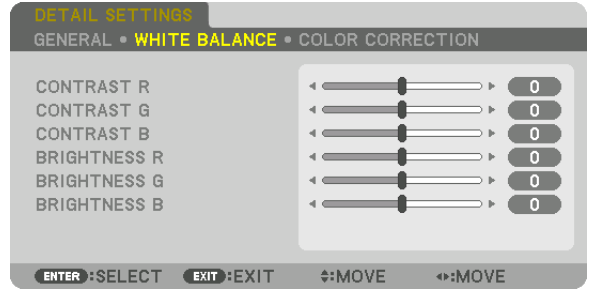 DETAIL SETTINGS
GENERAL • WHITE BALANCE • COLOR CORRECTION
CONTRAST R 0
CONTRAST G 0
CONTRAST B 0
BRIGHTNESS R 0
BRIGHTNESS G 0
BRIGHTNESS B 0
ENTER:SELECT EXIT:EXIT :MOVE :MOVE